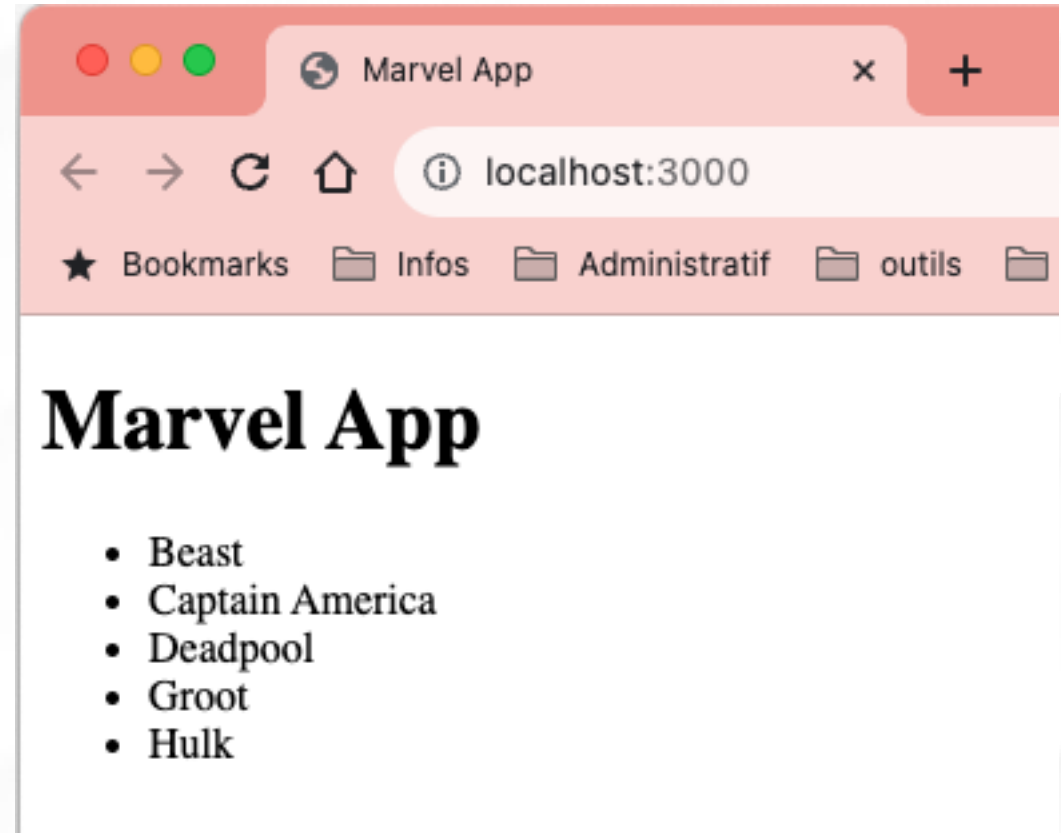 Marvel App
localhost:3000
Bookmarks Infos Administratif outils
Marvel App
Beast
Captain America
Deadpool
Groot
Hulk